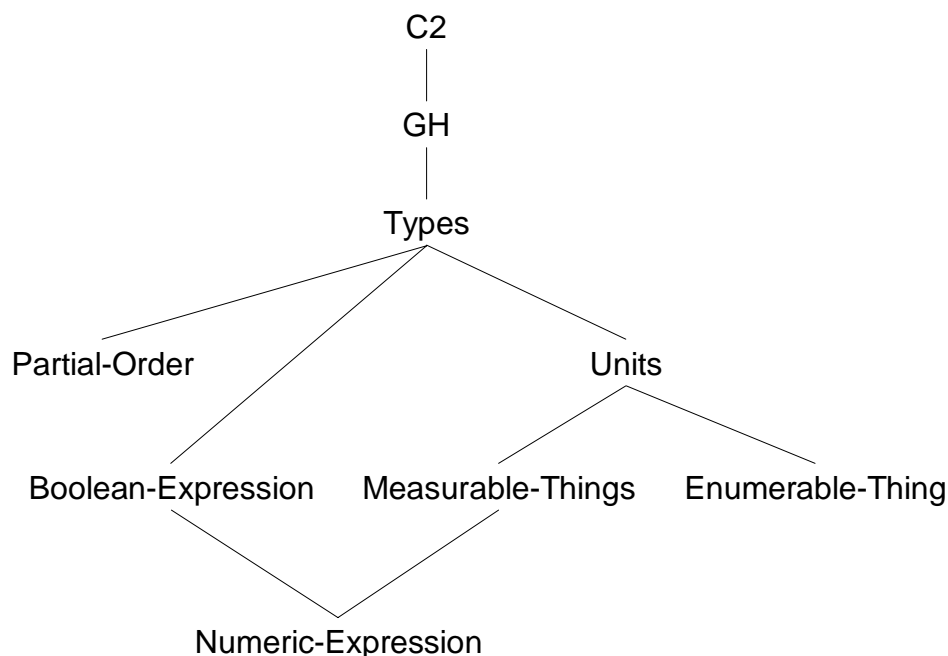 C2
GH
Types
Partial-Order
Units
Boolean-Expression
Measurable-Things
Enumerable-Thing
Numeric-Expression